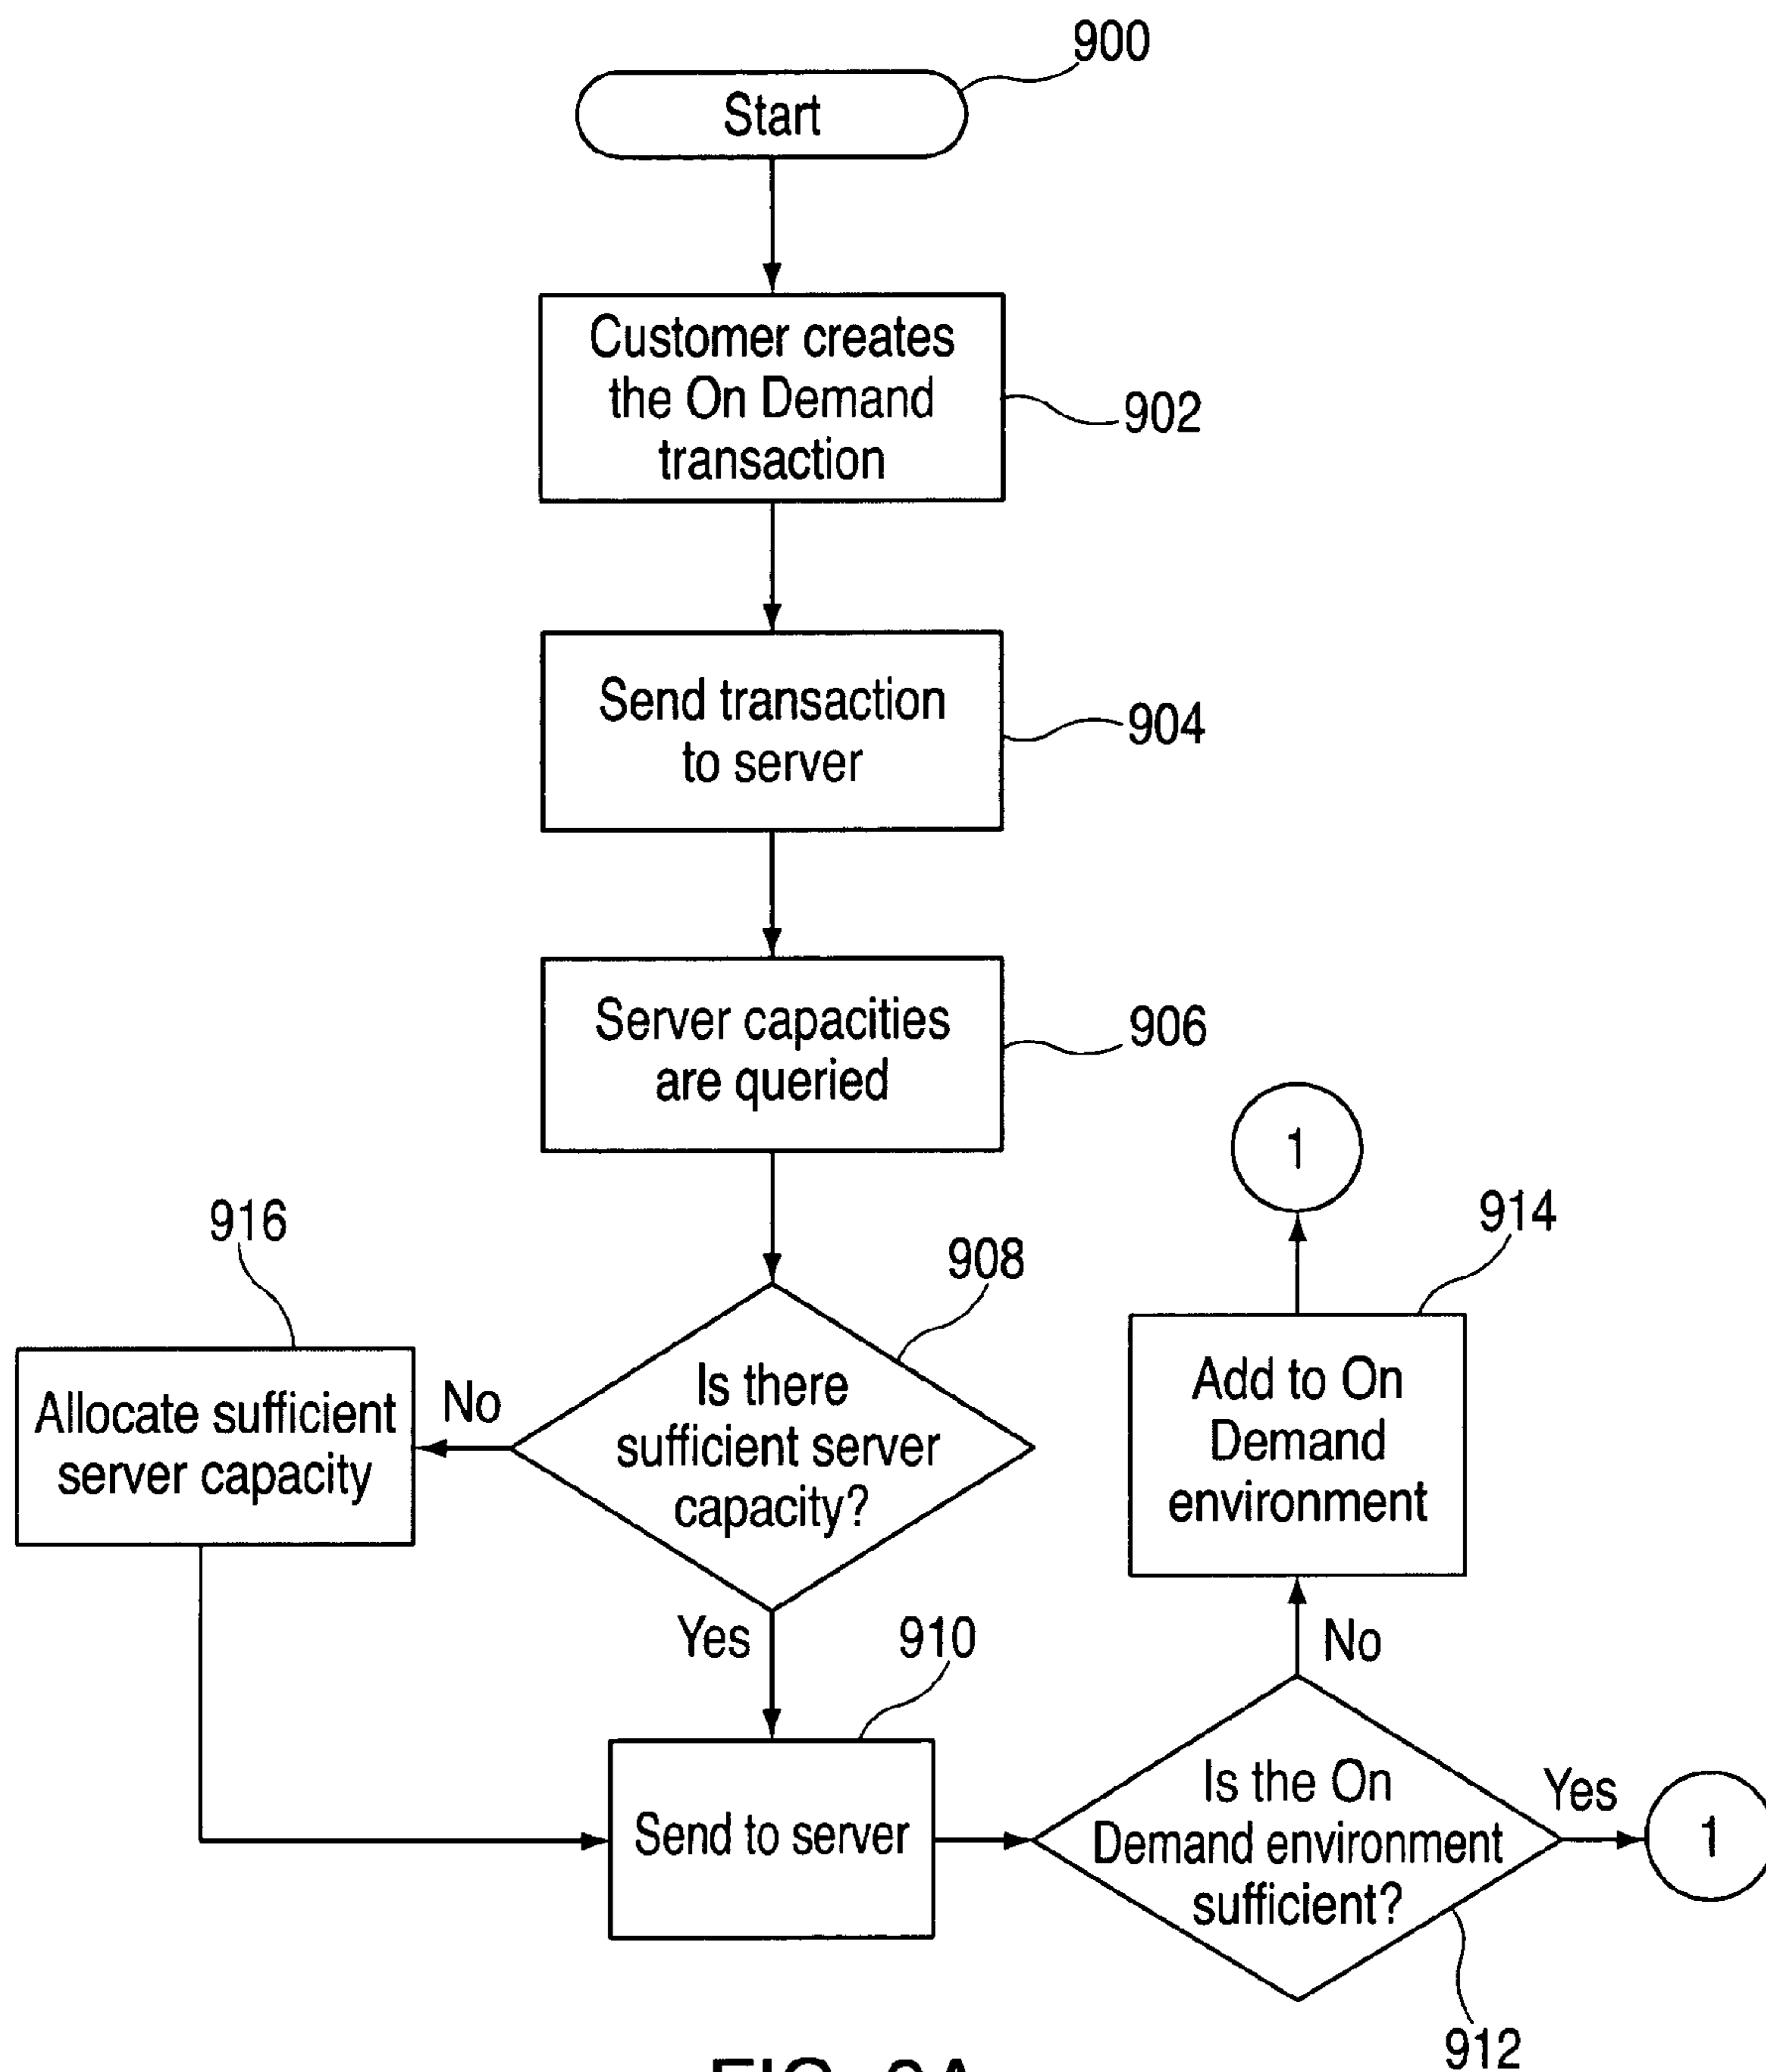 900
Start
Customer creates
the On Demand
transaction
902
Send transaction
to server
904
Server capacities
are queried
906
1
914
916
908
Allocate sufficient
server capacity
No
Is there
sufficient server
capacity?
Add to On
Demand
environment
Yes
910
No
Send to server
Is the On
Demand environment
sufficient?
Yes
1
912
FIG. 9A